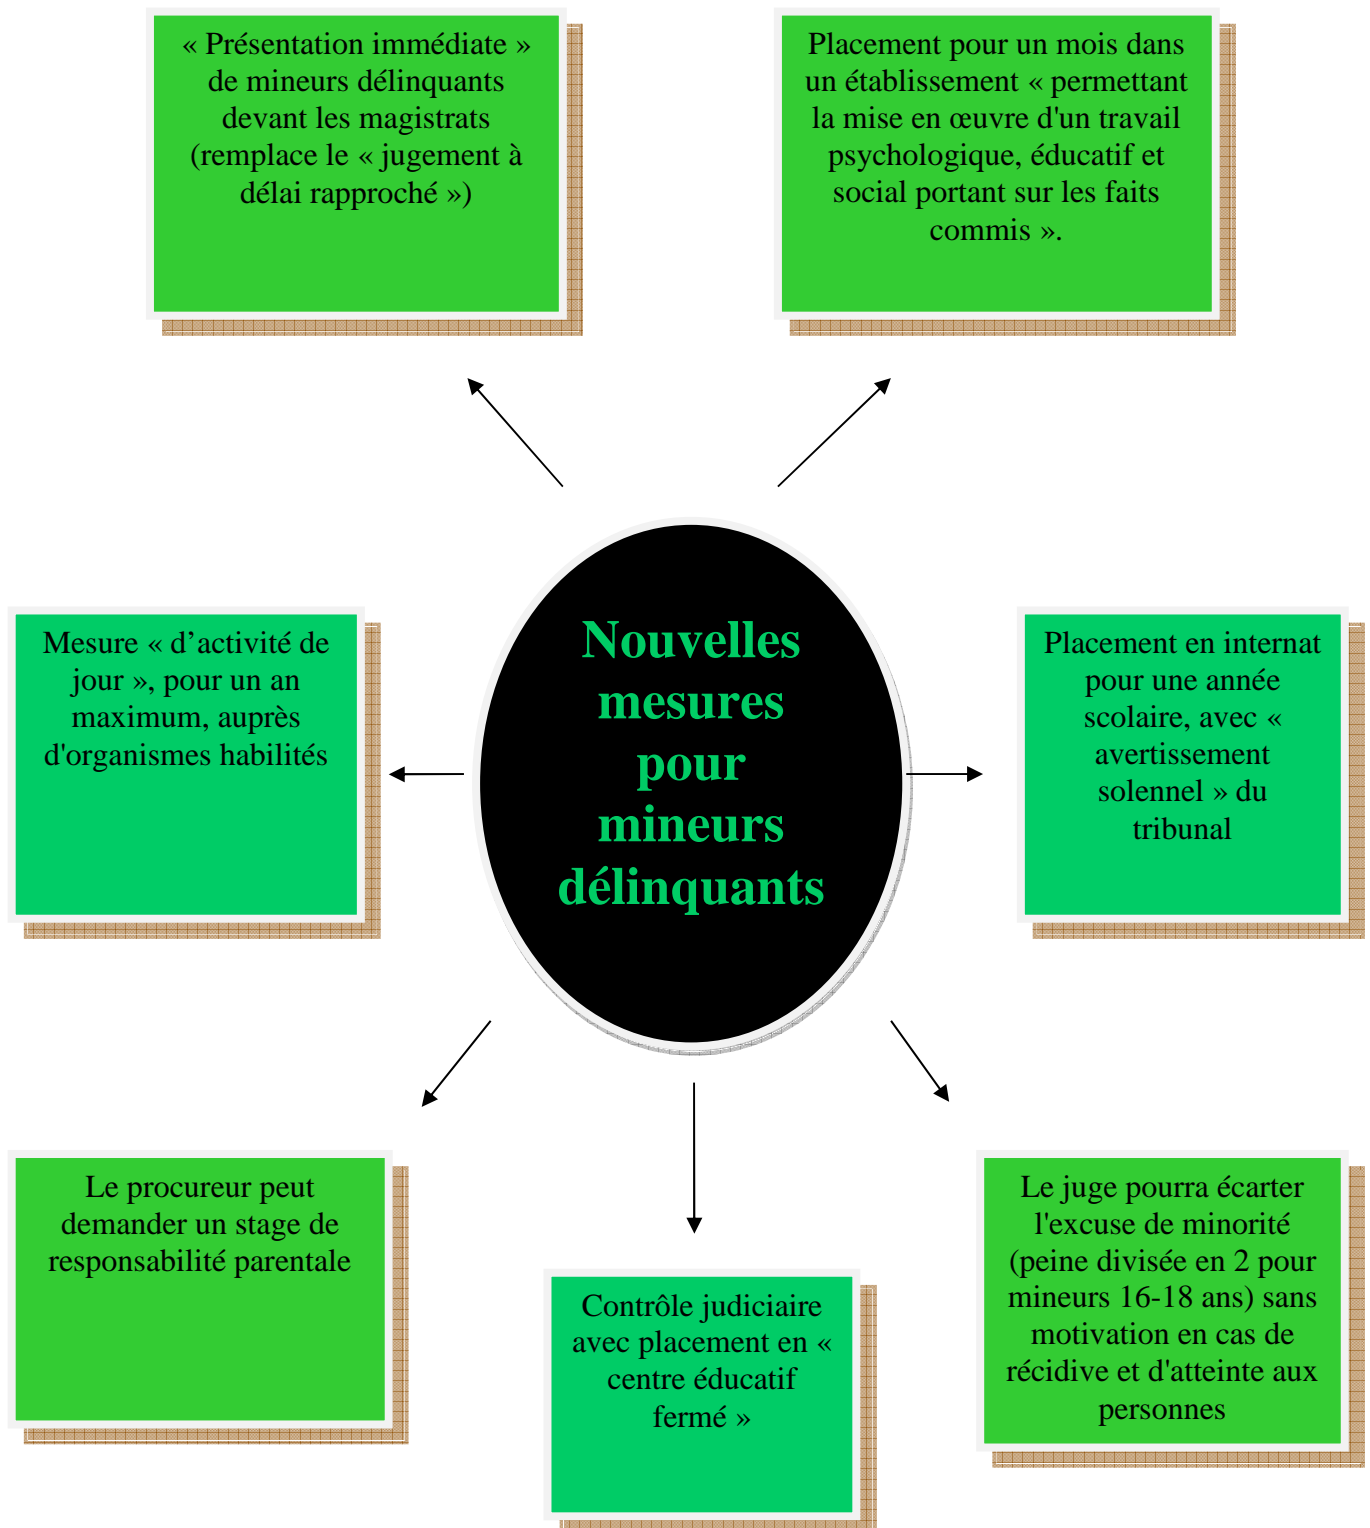 « Présentation immédiate »
de mineurs délinquants
devant les magistrats
(remplace le « jugement à
délai rapproché »)
Placement pour un mois dans
un établissement « permettant
la mise en œuvre d'un travail
psychologique, éducatif et
social portant sur les faits
commis ».
Mesure « d’activité de
jour », pour un an
maximum, auprès
d'organismes habilités
Nouvelles
mesures
pour
mineurs
délinquants
Placement en internat
pour une année
scolaire, avec «
avertissement
solennel » du
tribunal
Le procureur peut
demander un stage de
responsabilité parentale
Contrôle judiciaire
avec placement en «
centre éducatif
fermé »
Le juge pourra écarter
l'excuse de minorité
(peine divisée en 2 pour
mineurs 16-18 ans) sans
motivation en cas de
récidive et d'atteinte aux
personnes